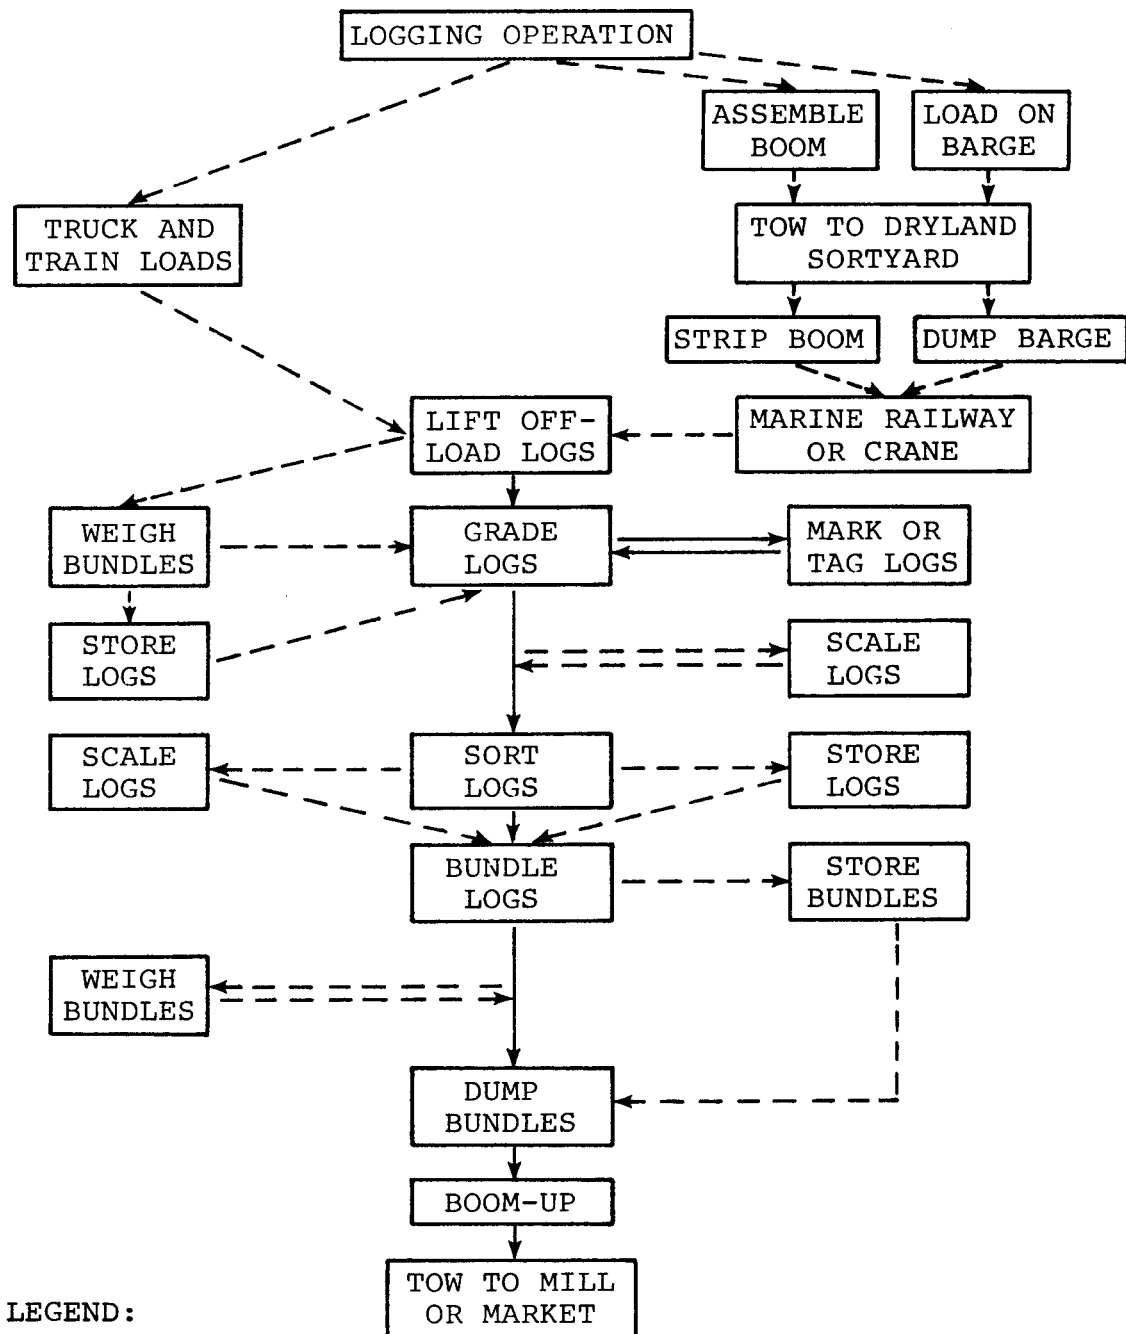 LOGGING OPERATION
ASSEMBLE
BOOM
LOAD ON
BARGE
TRUCK AND
TRAIN LOADS
TOW TO DRYLAND
SORTYARD
STRIP BOOM
DUMP BARGE
LIFT OFF-
LOAD LOGS
MARINE RAILWAY
OR CRANE
WEIGH
BUNDLES
GRADE
LOGS
MARK OR
TAG LOGS
STORE
LOGS
SCALE
LOGS
SCALE
LOGS
SORT
LOGS
STORE
LOGS
BUNDLE
LOGS
STORE
BUNDLES
WEIGH
BUNDLES
DUMP
BUNDLES
BOOM-UP
TOW TO MILL
OR MARKET
LEGEND: